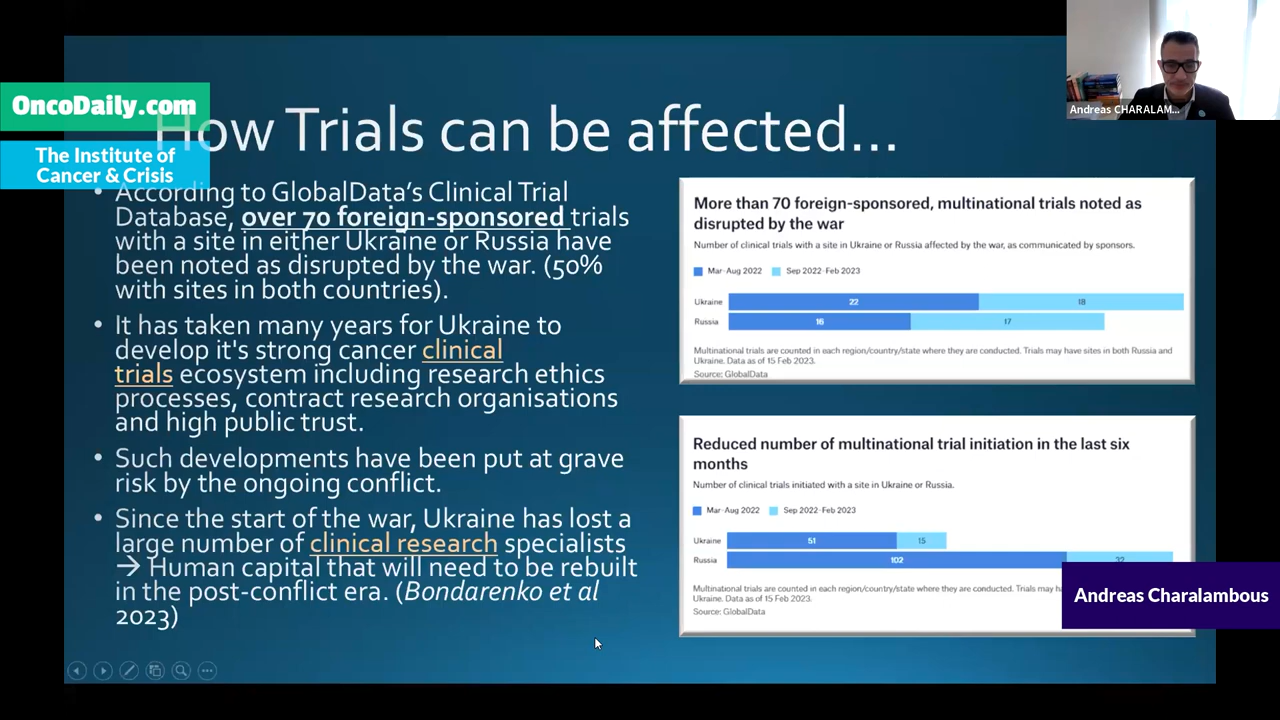 OncoDaily.com
The Institute of
Cancer & Crisis
How Trials can be affected...
• According to GlobalData's Clinical Trial
Database, over 70 foreign-sponsored trials
with a site in either Ukraine or Russia have
been noted as disrupted by the war. (50%
with sites in both countries).
• It has taken many years for Ukraine to
develop it's strong cancer clinical
trials ecosystem including research ethics
processes, contract research organisations
and high public trust.
• Such developments have been put at grave
risk by the ongoing conflict.
• Since the start of the war, Ukraine has lost a
large number of clinical research specialists
→ Human capital that will need to be rebuilt
in the post-conflict era. (Bondarenko et al
2023)
More than 70 foreign-sponsored, multinational trials noted as
disrupted by the war
Number of clinical trials with a site in Ukraine or Russia affected by the war, as communicated by sponsors.
Mar-Aug 2022 Sep 2022-Feb 2023
Ukraine 22 18
Russia 16 17
Multinational trials are counted in each region/country/state where they are conducted. Trials may have sites in both Russia and
Ukraine. Data as of 15 Feb 2023.
Source: GlobalData
Reduced number of multinational trial initiation in the last six
months
Number of clinical trials initiated with a site in Ukraine or Russia.
Mar-Aug 2022 Sep 2022-Feb 2023
Ukraine 51 15
Russia 102
Multinational trials are counted in each region/country/state where they are conducted. Trials may
Ukraine. Data as of 15 Feb 2023.
Source: GlobalData
Andreas CHARALAM...
Andreas Charalambous